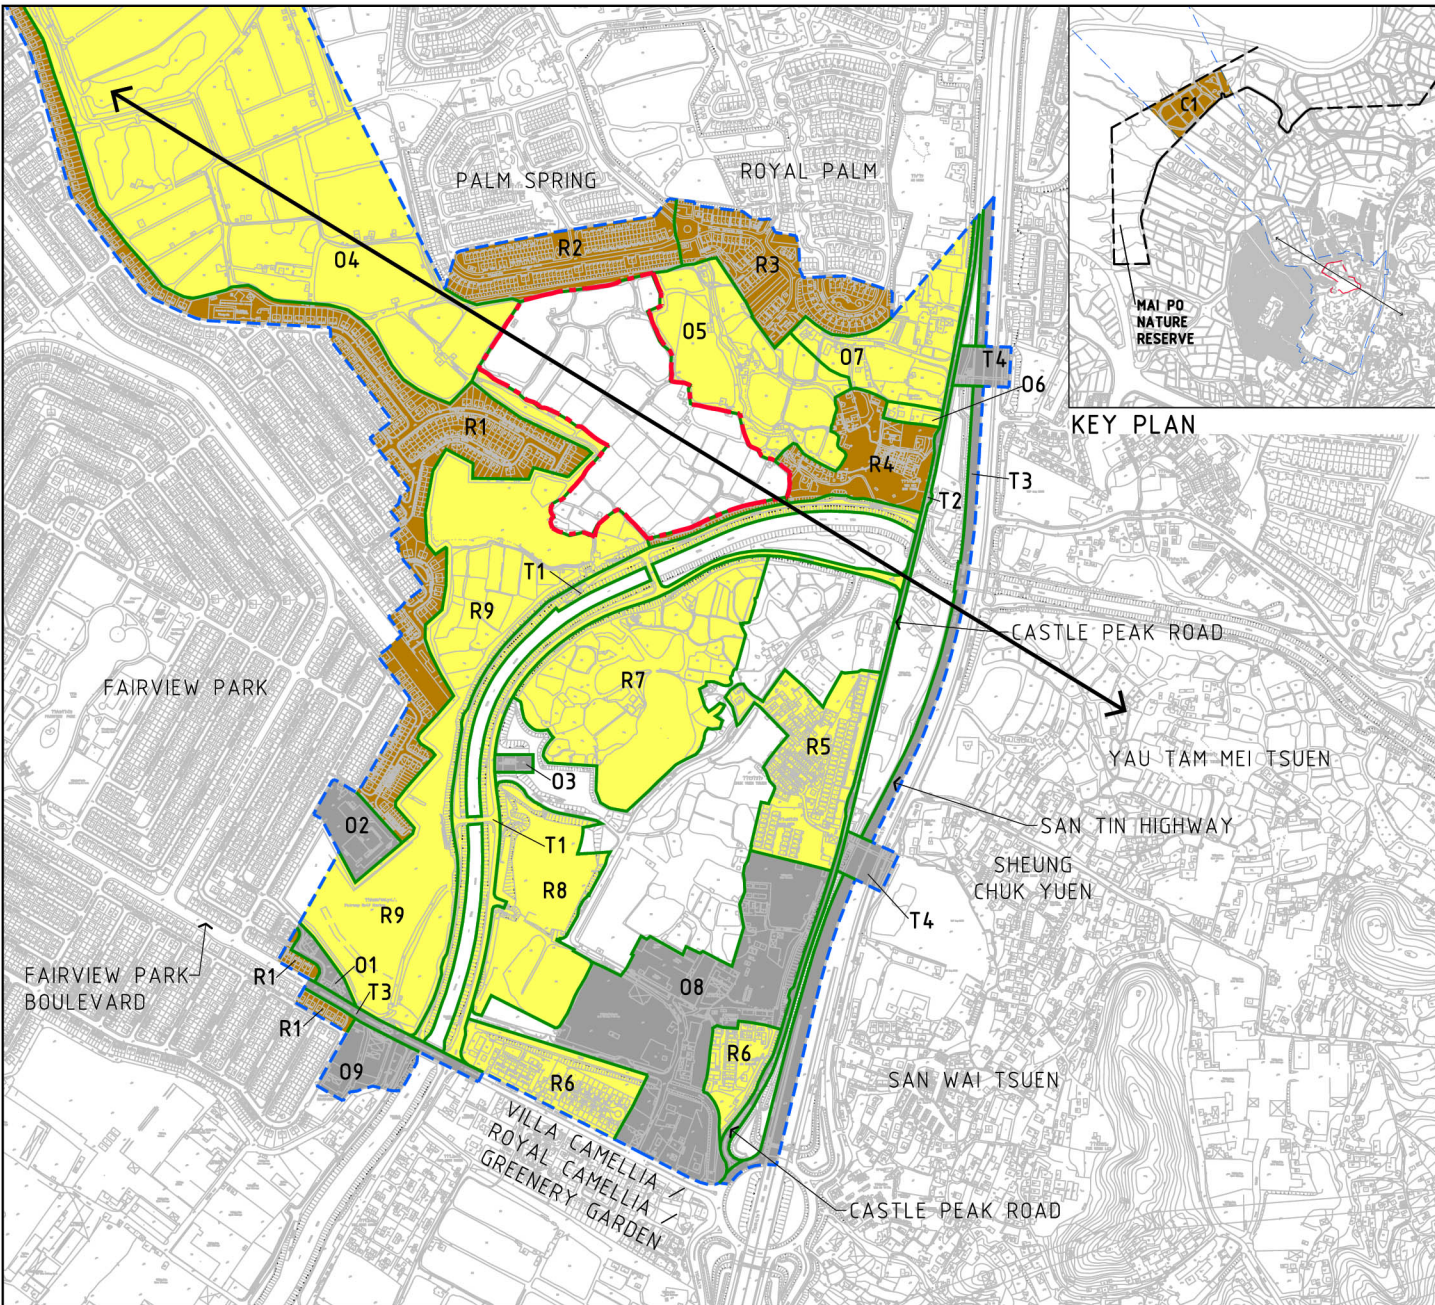 C1
MAI PO
NATURE
RESERVE
KEY PLAN
PALM SPRING
ROYAL PALM
R2
R3
O4
O5
O7
T4
O6
R1
R4
T3
T2
T1
R9
CASTLE PEAK ROAD
R7
FAIRVIEW PARK
R5
YAU TAM MEI TSUEN
O3
O2
SAN TIN HIGHWAY
T1
SHEUNG
CHUK YUEN
R8
T4
R9
FAIRVIEW PARK
BOULEVARD
R1
O1
T3
O8
R1
O9
R6
R6
SAN WAI TSUEN
VILLA CAMELLIA /
ROYAL CAMELLIA /
GREENERY GARDEN
CASTLE PEAK ROAD